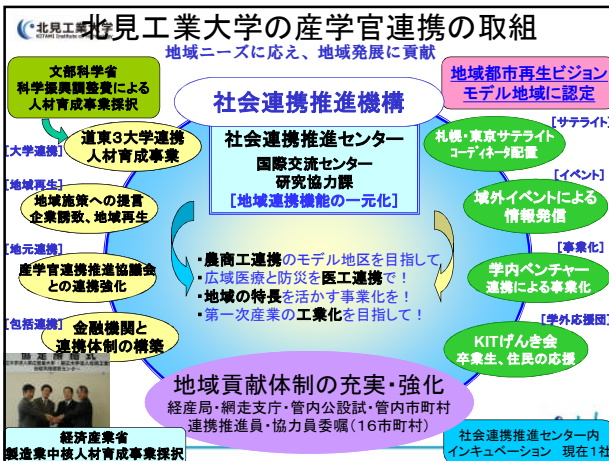 北見工業大学
KITAMI Institute of
北見工業大学の産学官連携の取組
地域ニーズに応え、地域発展に貢献
文部科学省
科学振興調整費による
人材育成事業採択
社会連携推進機構
地域都市再生ビジョン
モデル地域に認定
社会連携推進センター
国際交流センター
研究協力課
[地域連携機能の一元化]
[大学連携]
道東3大学連携
人材育成事業
[地域再生]
地域施策への提言
企業誘致、地域再生
[地元連携]
産学官連携推進協議会
との連携強化
[包括連携]
金融機関と
連携体制の構築
[サテライト]
札幌・東京サテライト
コーディネータ配置
[イベント]
域外イベントによる
情報発信
[事業化]
学内ベンチャー
連携による事業化
[学外応援団]
KITげんき会
卒業生、住民の応援
・農商工連携のモデル地区を目指して
・広域医療と防災を医工連携で!
・地域の特長を活かす事業化を!
・第一次産業の工業化を目指して!
地域貢献体制の充実・強化
経産局・網走支庁・管内公設試・管内市町村
連携推進員・協力員委嘱(16市町村)
経済産業省
製造業中核人材育成事業採択
社会連携推進センター内
インキュベーション 現在1社